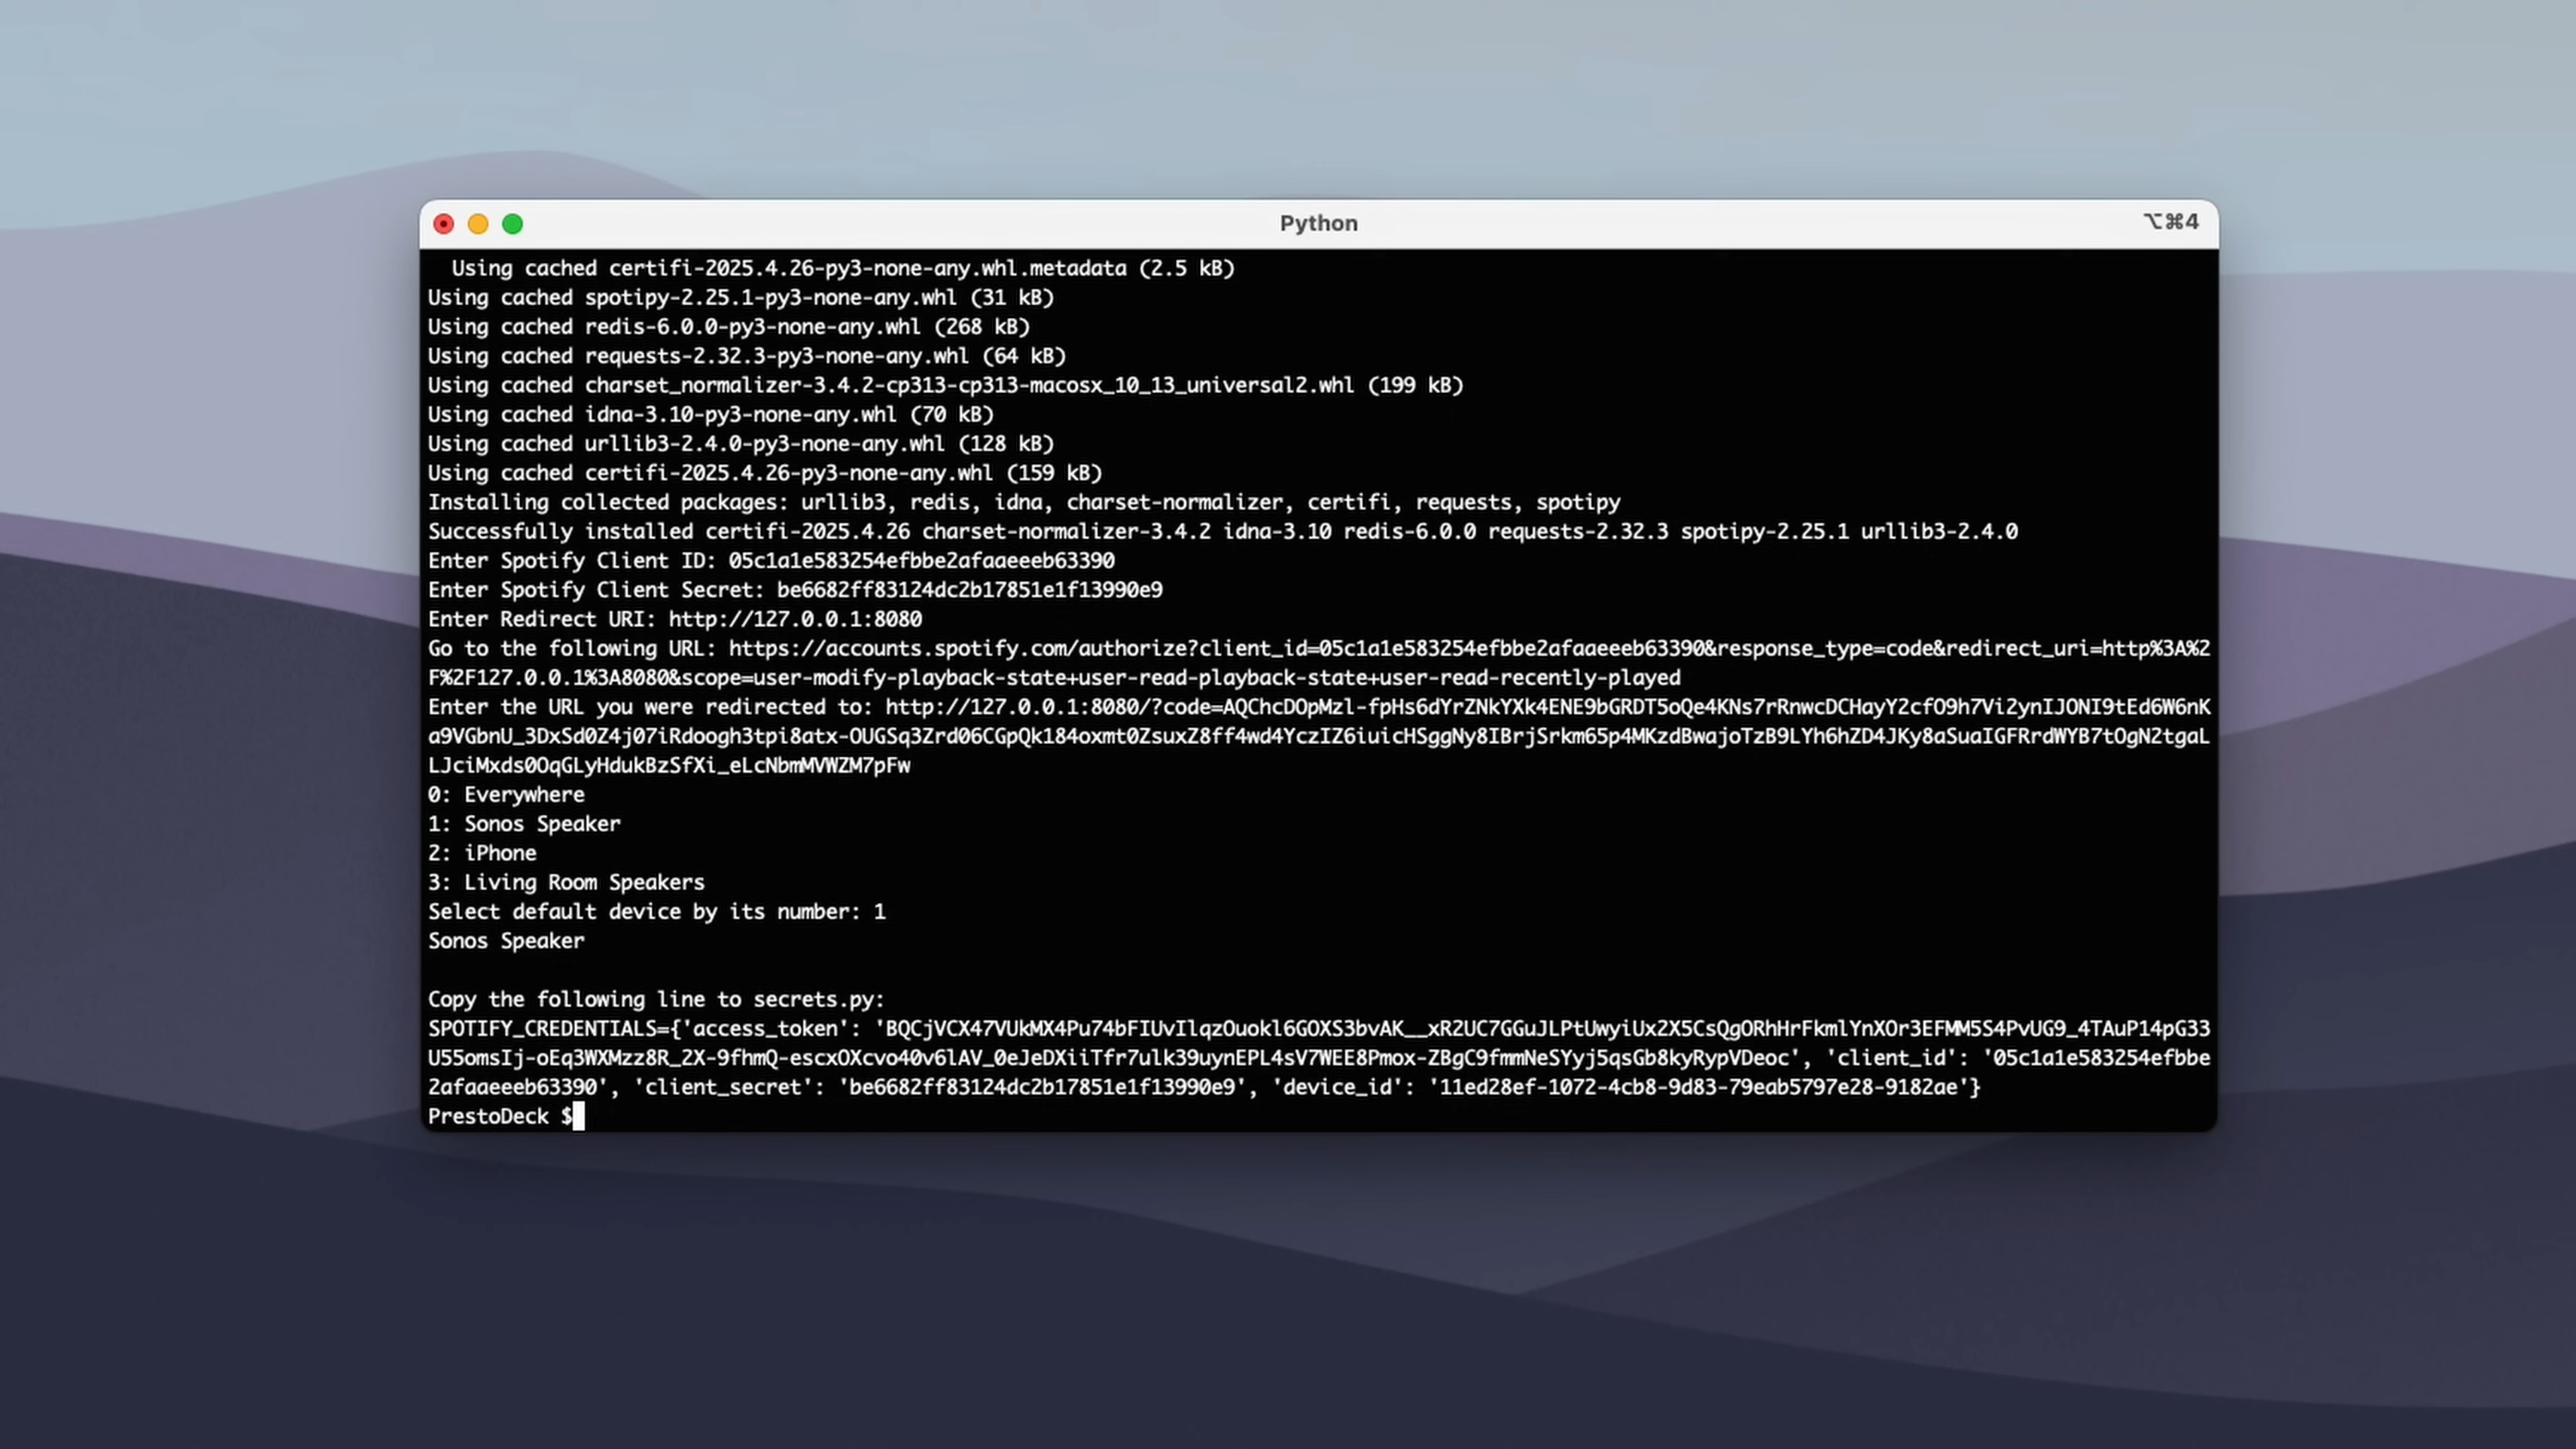 Python
⌥⌘4
Using cached certifi-2025.4.26-py3-none-any.whl.metadata (2.5 kB)
Using cached spotipy-2.25.1-py3-none-any.whl (31 kB)
Using cached redis-6.0.0-py3-none-any.whl (268 kB)
Using cached requests-2.32.3-py3-none-any.whl (64 kB)
Using cached charset_normalizer-3.4.2-cp313-cp313-macosx_10_13_universal2.whl (199 kB)
Using cached idna-3.10-py3-none-any.whl (70 kB)
Using cached urllib3-2.4.0-py3-none-any.whl (128 kB)
Using cached certifi-2025.4.26-py3-none-any.whl (159 kB)
Installing collected packages: urllib3, redis, idna, charset-normalizer, certifi, requests, spotipy
Successfully installed certifi-2025.4.26 charset-normalizer-3.4.2 idna-3.10 redis-6.0.0 requests-2.32.3 spotipy-2.25.1 urllib3-2.4.0
Enter Spotify Client ID: 05c1a1e583254efbbe2afaaeeeb63390
Enter Spotify Client Secret: be6682ff83124dc2b17851e1f13990e9
Enter Redirect URI: http://127.0.0.1:8080
Go to the following URL: https://accounts.spotify.com/authorize?client_id=05c1a1e583254efbbe2afaaeeeb63390&response_type=code&redirect_uri=http%3A%2
F%2F127.0.0.1%3A8080&scope=user-modify-playback-state+user-read-playback-state+user-read-recently-played
Enter the URL you were redirected to: http://127.0.0.1:8080/?code=AQChcDOpMzl-fpHs6dYrZNkYXk4ENE9bGRDT5oQe4KNs7rRnwcDCHayY2cfO9h7Vi2ynIJONI9tEd6W6nK
a9VGbnU_3DxSd0Z4j07iRdoogh3tpi8atx-OUGSq3Zrd06CGpQk184oxmt0ZsuxZ8ff4wd4YczIZ6iuicHSggNy8IBrjSrkm65p4MKzdBwajoTzB9LYh6hZD4JKy8aSuaIGFRrdWYB7tOgN2tgaL
LJciMxds0OqGLyHdukBzSfXi_eLcNbmMVWZM7pFw
0: Everywhere
1: Sonos Speaker
2: iPhone
3: Living Room Speakers
Select default device by its number: 1
Sonos Speaker
Copy the following line to secrets.py:
SPOTIFY_CREDENTIALS={'access_token': 'BQCjVCX47VUkMX4Pu74bFIUvIlqzOuokl6GOXS3bvAK__xR2UC7GGuJLPtUwyiUx2X5CsQgORhHrFkmlYnXOr3EFMM5S4PvUG9_4TAuP14pG33
U55omsIj-oEq3WXMzz8R_2X-9fhmQ-escxOXcvo40v6lAV_0eJeDXiiTfr7ulk39uynEPL4sV7WEE8Pmox-ZBgC9fmmNeSYyj5qsGb8kyRypVDeoc', 'client_id': '05c1a1e583254efbbe
2afaaeeeb63390', 'client_secret': 'be6682ff83124dc2b17851e1f13990e9', 'device_id': '11ed28ef-1072-4cb8-9d83-79eab5797e28-9182ae'}
PrestoDeck $